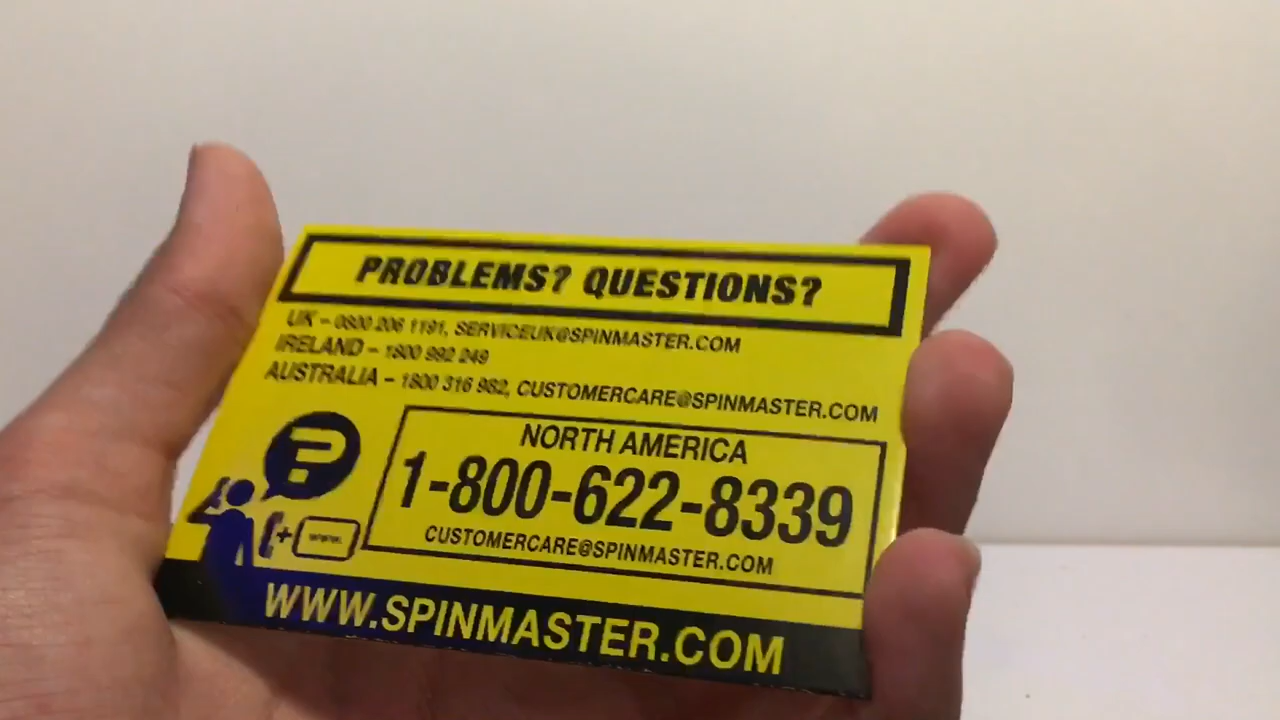 PROBLEMS? QUESTIONS?
UK – 0800 206 1191, SERVICEUK@SPINMASTER.COM
IRELAND – 1800 992 249
AUSTRALIA – 1800 316 982, CUSTOMERCARE@SPINMASTER.COM
?
NORTH AMERICA
1-800-622-8339
CUSTOMERCARE@SPINMASTER.COM
+ www.
WWW.SPINMASTER.COM